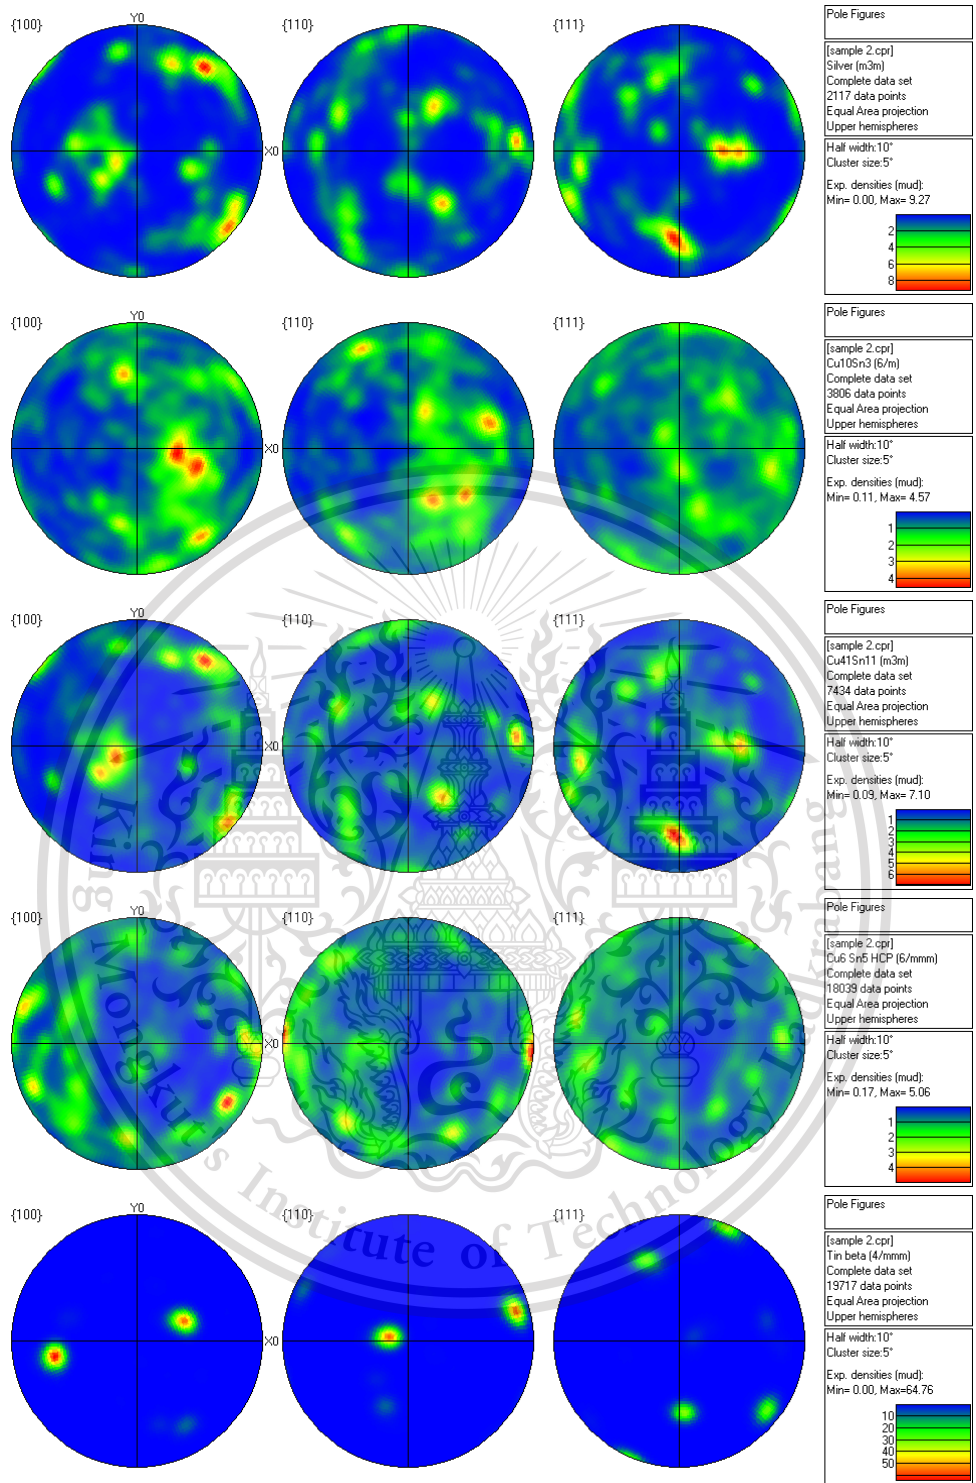 {100} Y0 {110} {111}
X0
Pole Figures
[sample 2.cpr]
Silver (m3m)
Complete data set
2117 data points
Equal Area projection
Upper hemispheres
Half width:10°
Cluster size:5°
Exp. densities (mud):
Min= 0.00, Max= 9.27
2
4
6
8
{100} Y0 {110} {111}
X0
Pole Figures
[sample 2.cpr]
Cu10Sn3 (6/m)
Complete data set
3806 data points
Equal Area projection
Upper hemispheres
Half width:10°
Cluster size:5°
Exp. densities (mud):
Min= 0.11, Max= 4.57
1
2
3
4
{100} Y0 {110} {111}
X0
Pole Figures
[sample 2.cpr]
Cu41Sn11 (m3m)
Complete data set
7434 data points
Equal Area projection
Upper hemispheres
Half width:10°
Cluster size:5°
Exp. densities (mud):
Min= 0.09, Max= 7.10
1
2
3
4
5
6
{100} Y0 {110} {111}
X0
Pole Figures
[sample 2.cpr]
Cu6 Sn5 HCP (6/mmm)
Complete data set
18039 data points
Equal Area projection
Upper hemispheres
Half width:10°
Cluster size:5°
Exp. densities (mud):
Min= 0.17, Max= 5.06
1
2
3
4
{100} Y0 {110} {111}
X0
Pole Figures
[sample 2.cpr]
Tin beta (4/mmm)
Complete data set
19717 data points
Equal Area projection
Upper hemispheres
Half width:10°
Cluster size:5°
Exp. densities (mud):
Min= 0.00, Max=64.76
10
20
30
40
50
King Mongkut's Institute of Technology